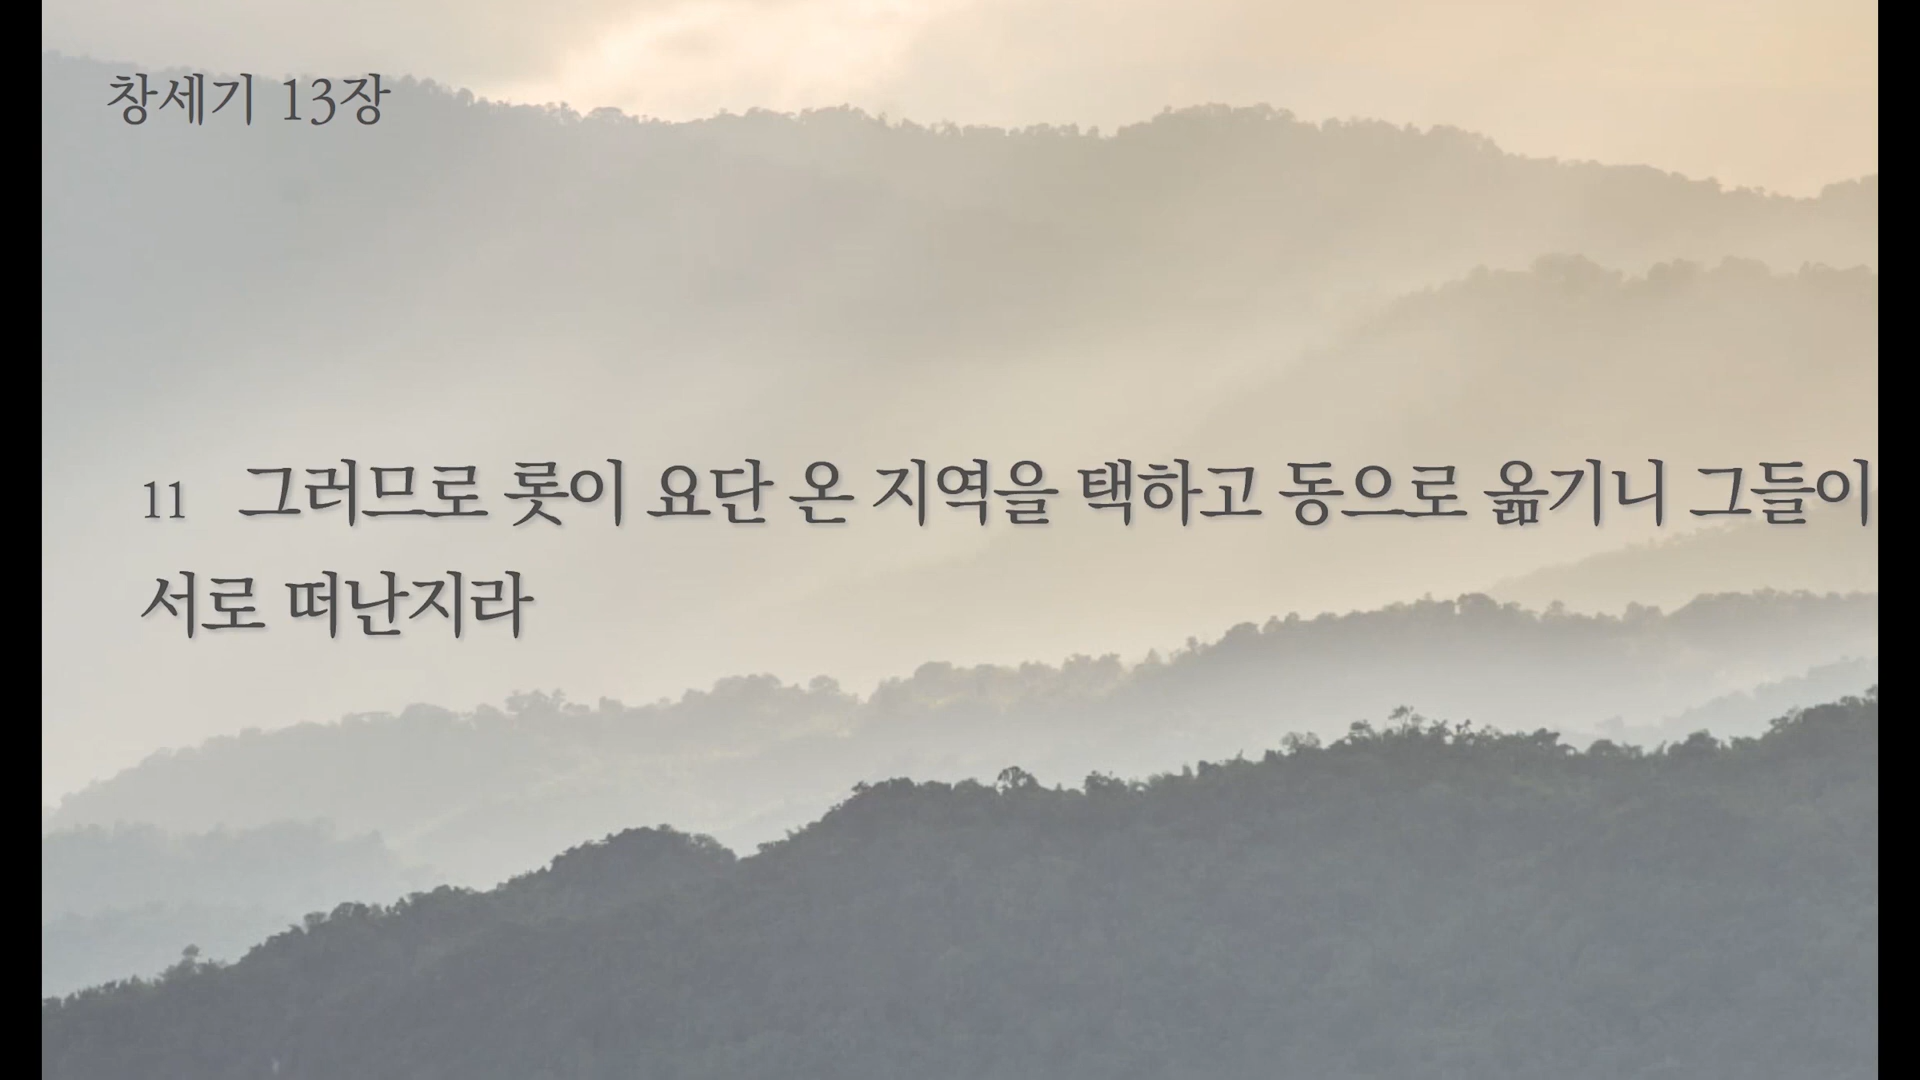 창세기 13장
11 그러므로 롯이 요단 온 지역을 택하고 동으로 옮기니 그들이
서로 떠난지라